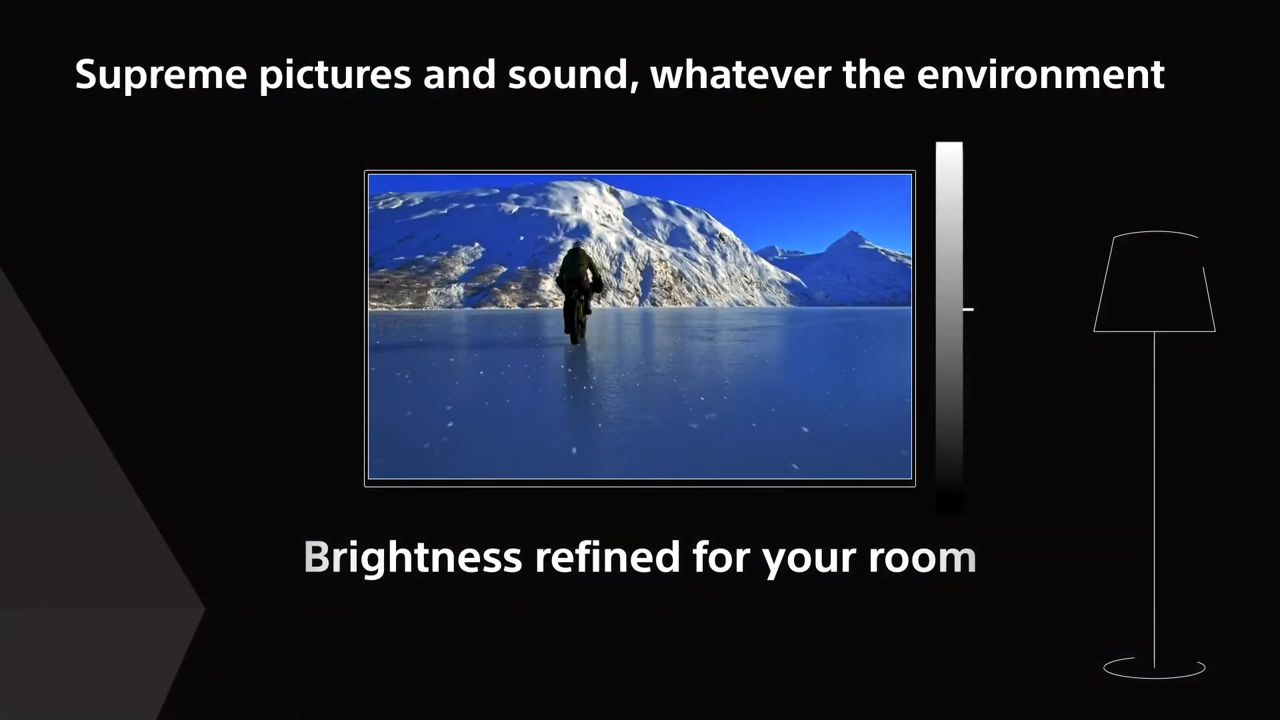 Supreme pictures and sound, whatever the environment
Brightness refined for your room